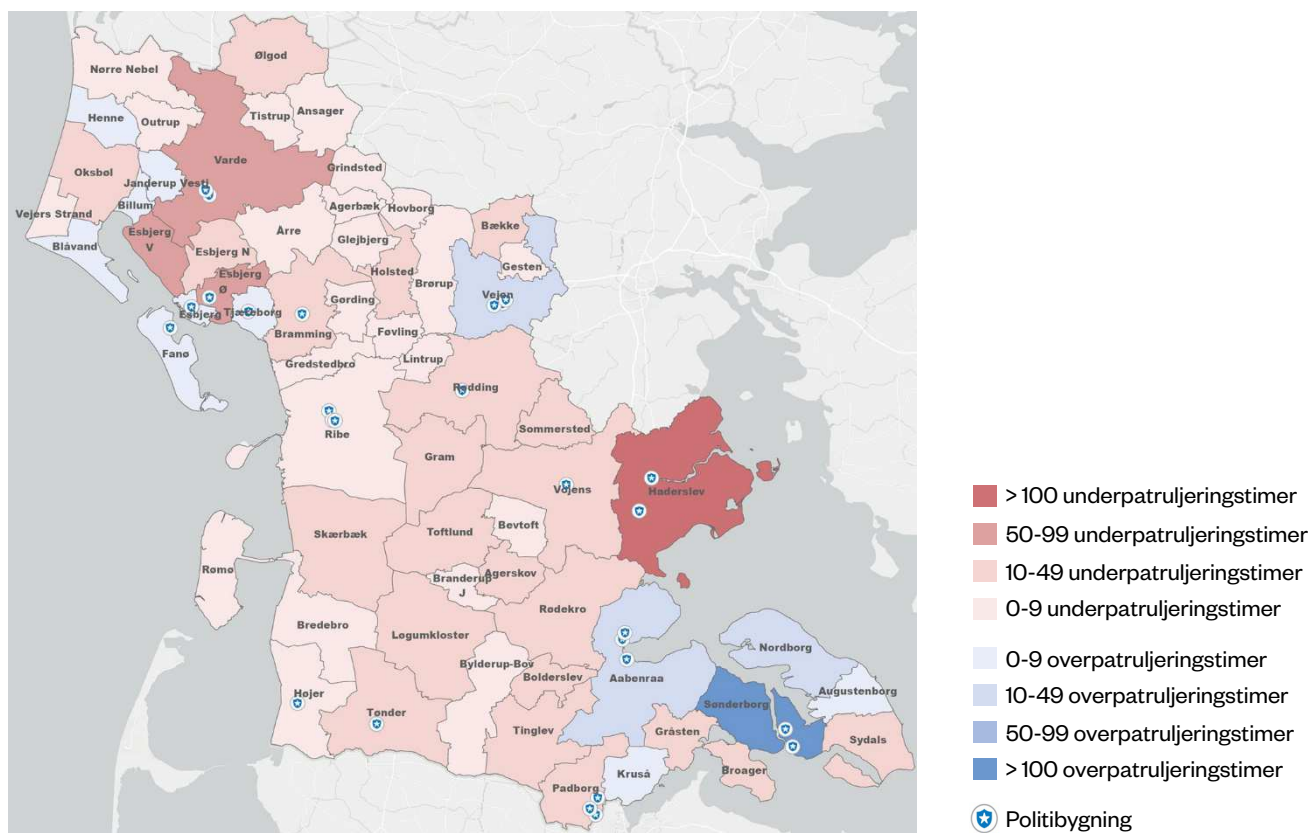 Ølgod
Nørre Nebel
Ansager
Henne
Tistrup
Outrup
Varde
Grindsted
Oksbøl
Janderup Vestj
Agerbæk
Hovborg
Billum
Vejers Strand
Bække
Esbjerg
V
Årre
Glejbjerg
Blåvand
Esbjerg N
Gesten
Holsted
Esbjerg
Ø
Brørup
Vejen
Gørding
Esbjerg
Tjæreborg
Bramming
Føvling
Fanø
Gredstedbro
Lintrup
Rødding
Sommersted
Ribe
Gram
Vojens
Haderslev
Bevtoft
Skærbæk
Toftlund
Rømø
Branderup
J
Agerskov
Rødekro
Bredebro
Løgumkloster
Nordborg
Bylderup-Bov
Bolderslev
Aabenraa
Højer
Augustenborg
Sønderborg
Tønder
Tinglev
Gråsten
Sydals
Kruså
Broager
Padborg
> 100 underpatruljeringstimer
50-99 underpatruljeringstimer
10-49 underpatruljeringstimer
0-9 underpatruljeringstimer
0-9 overpatruljeringstimer
10-49 overpatruljeringstimer
50-99 overpatruljeringstimer
> 100 overpatruljeringstimer
Politibygning